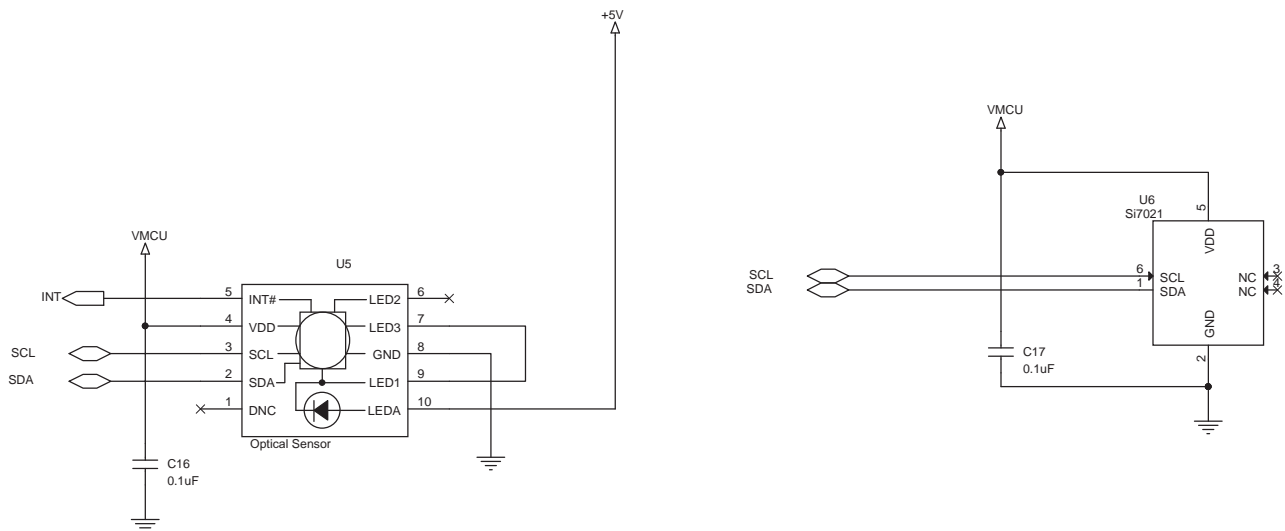 +5V
VMCU
U5
INT
5
INT#
LED2
6
4
VDD
LED3
7
SCL
3
SCL
GND
8
SDA
2
SDA
LED1
9
1
DNC
LEDA
10
Optical Sensor
C16
0.1uF
VMCU
U6
Si7021
5
VDD
SCL
6
SCL
NC
3
SDA
1
SDA
NC
4
GND
2
C17
0.1uF